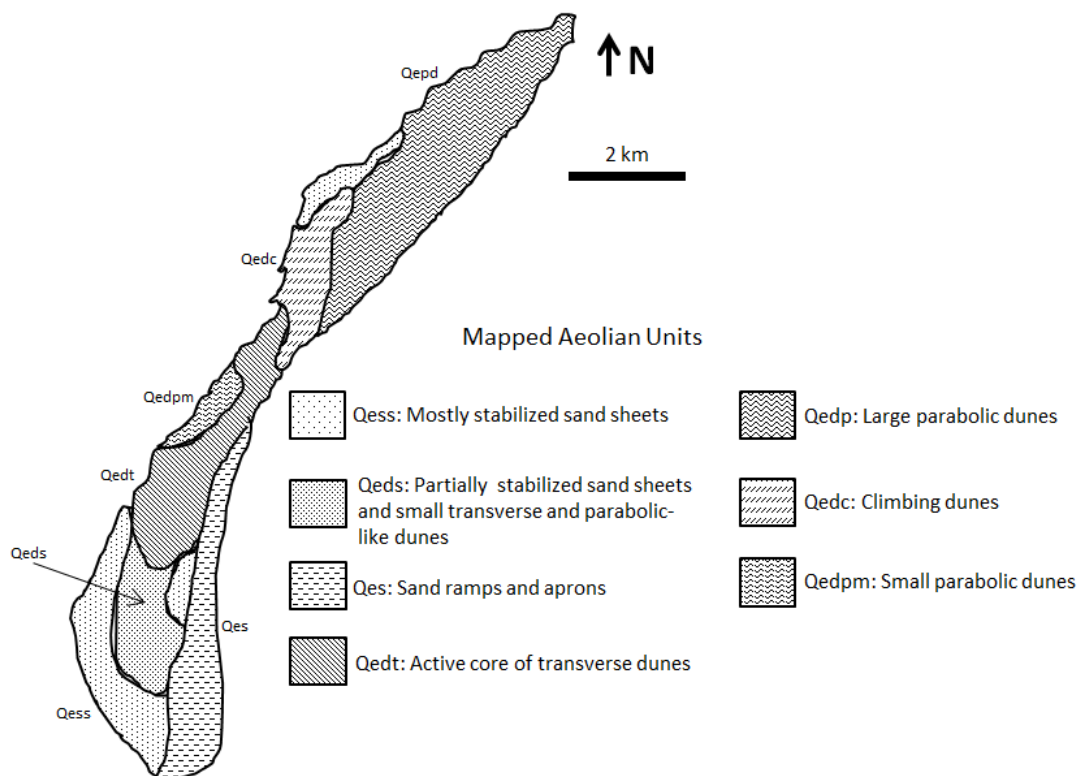 Qepd
N
2 km
Qedc
Mapped Aeolian Units
Qedpm
Qess: Mostly stabilized sand sheets
Qedp: Large parabolic dunes
Qedt
Qeds: Partially stabilized sand sheets
and small transverse and parabolic-
like dunes
Qedc: Climbing dunes
Qeds
Qes: Sand ramps and aprons
Qedpm: Small parabolic dunes
Qes
Qedt: Active core of transverse dunes
Qess